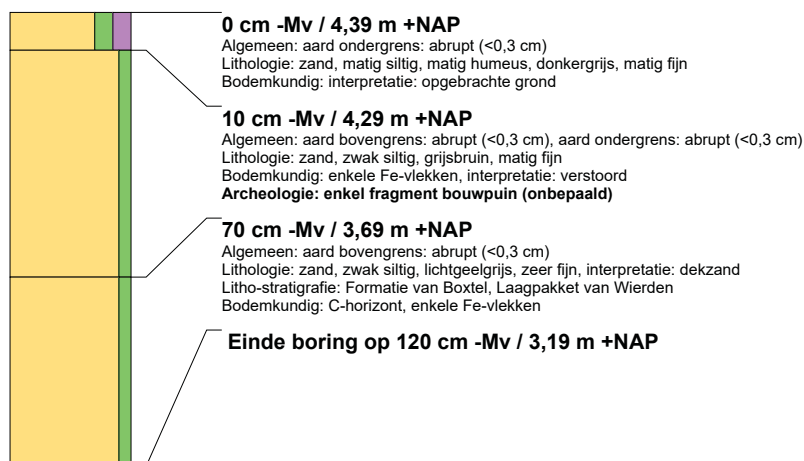 0 cm -Mv / 4,39 m +NAP
Algemeen: aard ondergrens: abrupt (<0,3 cm)
Lithologie: zand, matig siltig, matig humeus, donkergrijs, matig fijn
Bodemkundig: interpretatie: opgebrachte grond
10 cm -Mv / 4,29 m +NAP
Algemeen: aard bovengrens: abrupt (<0,3 cm), aard ondergrens: abrupt (<0,3 cm)
Lithologie: zand, zwak siltig, grijsbruin, matig fijn
Bodemkundig: enkele Fe-vlekken, interpretatie: verstoord
Archeologie: enkel fragment bouwpuin (onbepaald)
70 cm -Mv / 3,69 m +NAP
Algemeen: aard bovengrens: abrupt (<0,3 cm)
Lithologie: zand, zwak siltig, lichtgeelgrijs, zeer fijn, interpretatie: dekzand
Litho-stratigrafie: Formatie van Boxtel, Laagpakket van Wierden
Bodemkundig: C-horizont, enkele Fe-vlekken
Einde boring op 120 cm -Mv / 3,19 m +NAP